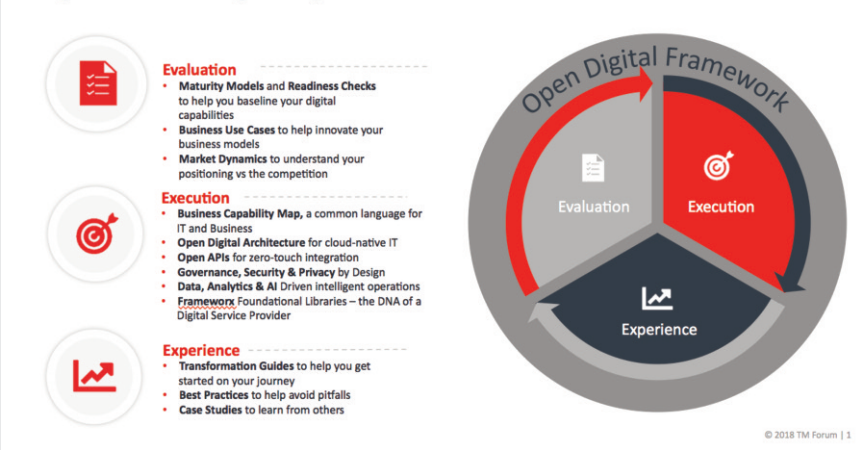 Evaluation
• Maturity Models and Readiness Checks
to help you baseline your digital
capabilities
• Business Use Cases to help innovate your
business models
• Market Dynamics to understand your
positioning vs the competition
Execution
• Business Capability Map, a common language for
IT and Business
• Open Digital Architecture for cloud-native IT
• Open APIs for zero-touch integration
• Governance, Security & Privacy by Design
• Data, Analytics & AI Driven intelligent operations
• Frameworx Foundational Libraries – the DNA of a
Digital Service Provider
Experience
• Transformation Guides to help you get
started on your journey
• Best Practices to help avoid pitfalls
• Case Studies to learn from others
Open Digital Framework
Evaluation
Execution
Experience
© 2018 TM Forum | 1